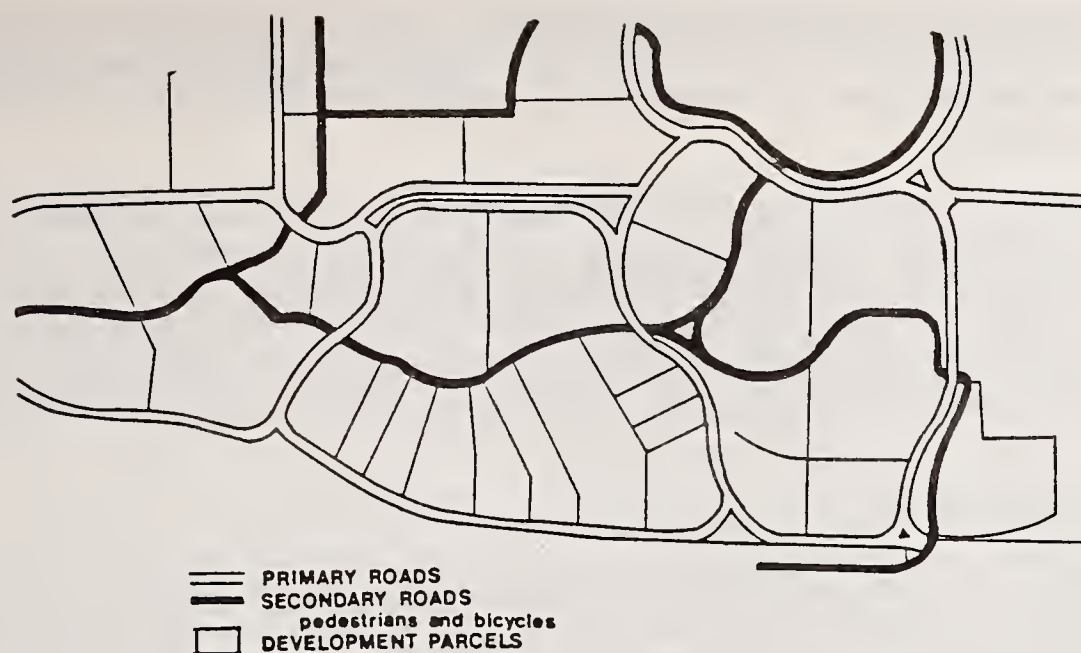 PRIMARY ROADS
SECONDARY ROADS
pedestrians and bicycles
DEVELOPMENT PARCELS